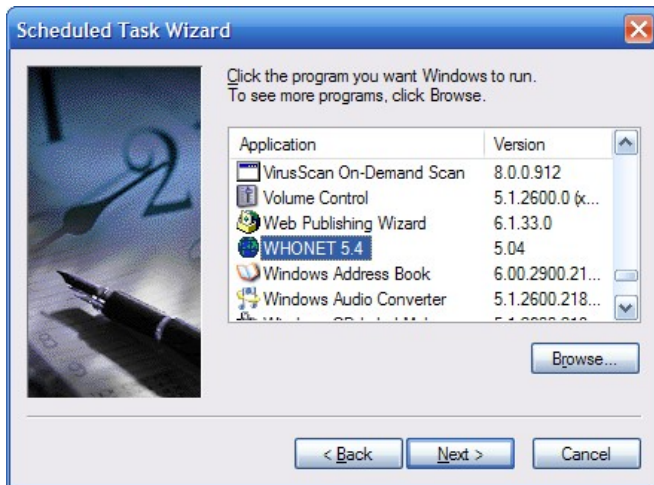 Scheduled Task Wizard
Click the program you want Windows to run.
To see more programs, click Browse.
Application Version
VirusScan On-Demand Scan 8.0.0.912
Volume Control 5.1.2600.0 (x...
Web Publishing Wizard 6.1.33.0
WHONET 5.4 5.04
Windows Address Book 6.00.2900.21...
Windows Audio Converter 5.1.2600.218...
Browse...
< Back Next > Cancel